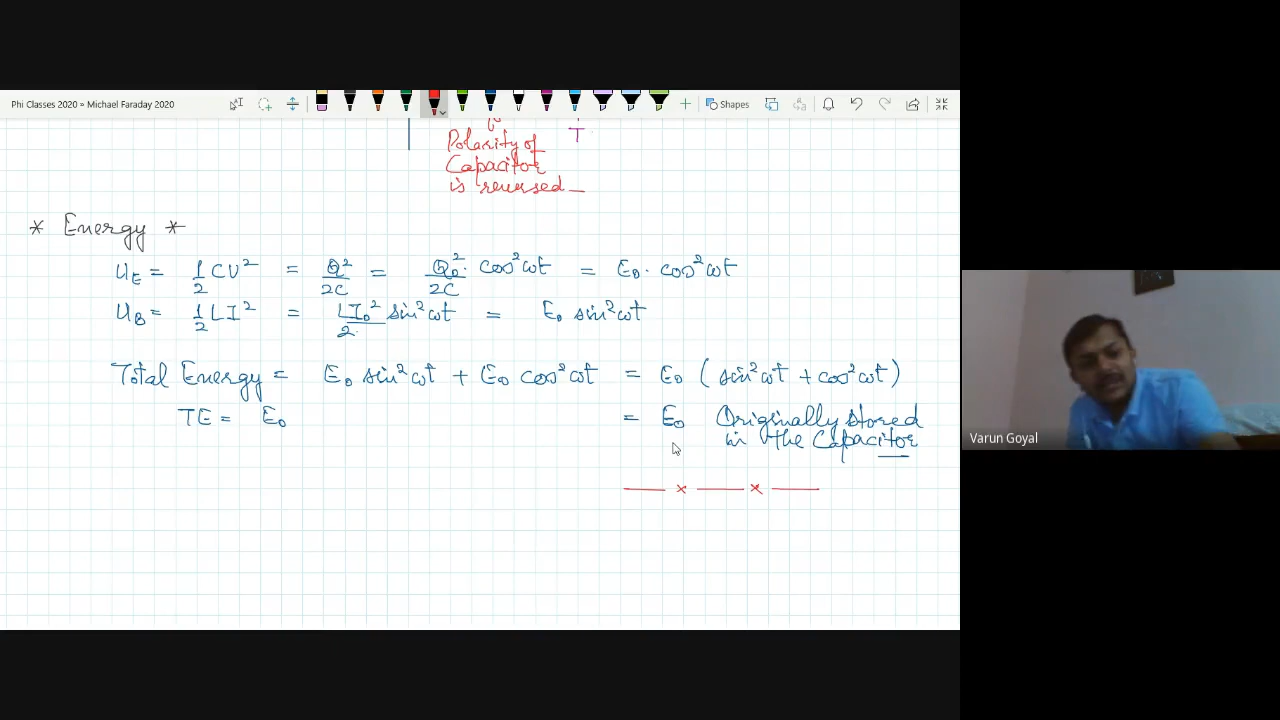 Phi Classes 2020 » Michael Faraday 2020
Shapes
T
Polarity of
Capacitor
is reversed
* Energy *
U_E = 1/2 CV² = Q²/2C = Q₀²/2C · cos²ωt = E₀ · cos²ωt
U_B = 1/2 LI² = LI₀²/2 sin²ωt = E₀ sin²ωt
Total Energy = E₀ sin²ωt + E₀ cos²ωt = E₀ (sin²ωt + cos²ωt)
TE = E₀ = E₀ Originally stored
in the Capacitor
Varun Goyal